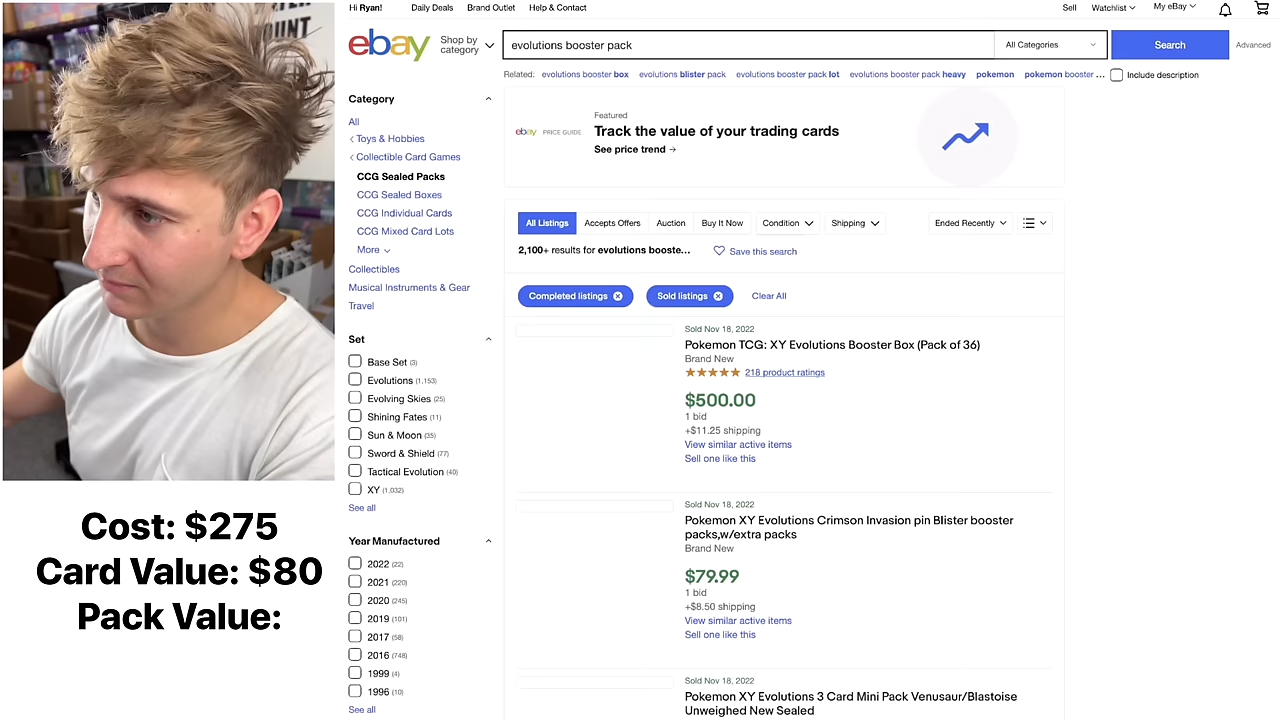 UNT
Cost: $275
Card Value: $80
Pack Value:
Hi Ryan!
Daily Deals
Brand Outlet
Help & Contact
Sell
Watchlist
My eBay
ebay
Shop by
category
evolutions booster pack
All Categories
Search
Advanced
Related:
evolutions booster box
evolutions blister pack
evolutions booster pack lot
evolutions booster pack heavy
pokemon
pokemon booster ...
Include description
Category
All
Toys & Hobbies
Collectible Card Games
CCG Sealed Packs
CCG Sealed Boxes
CCG Individual Cards
CCG Mixed Card Lots
More
Collectibles
Musical Instruments & Gear
Travel
Set
Base Set (3)
Evolutions (1,153)
Evolving Skies (25)
Shining Fates (11)
Sun & Moon (35)
Sword & Shield (77)
Tactical Evolution (40)
XY (1,032)
See all
Year Manufactured
2022 (22)
2021 (220)
2020 (245)
2019 (101)
2017 (58)
2016 (748)
1999 (4)
1996 (10)
See all
ebay PRICE GUIDE
Featured
Track the value of your trading cards
See price trend →
All Listings
Accepts Offers
Auction
Buy It Now
Condition
Shipping
Ended Recently
2,100+ results for evolutions booste...
Save this search
Completed listings
Sold listings
Clear All
Sold Nov 18, 2022
Pokemon TCG: XY Evolutions Booster Box (Pack of 36)
Brand New
218 product ratings
$500.00
1 bid
+$11.25 shipping
View similar active items
Sell one like this
Sold Nov 18, 2022
Pokemon XY Evolutions Crimson Invasion pin Blister booster
packs,w/extra packs
Brand New
$79.99
1 bid
+$8.50 shipping
View similar active items
Sell one like this
Sold Nov 18, 2022
Pokemon XY Evolutions 3 Card Mini Pack Venusaur/Blastoise
Unweighed New Sealed